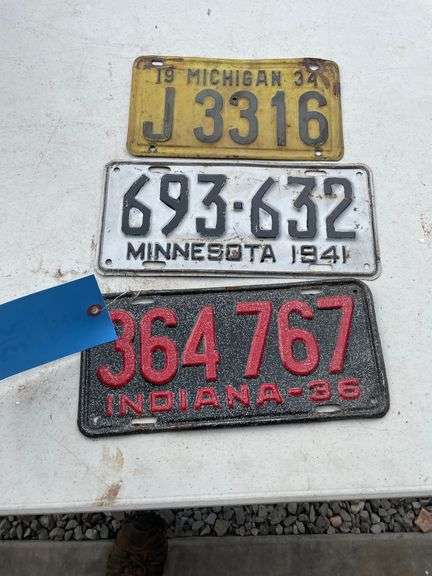 19 MICHIGAN 34
J 3316
693-632
MINNESOTA 1941
364 767
INDIANA-36